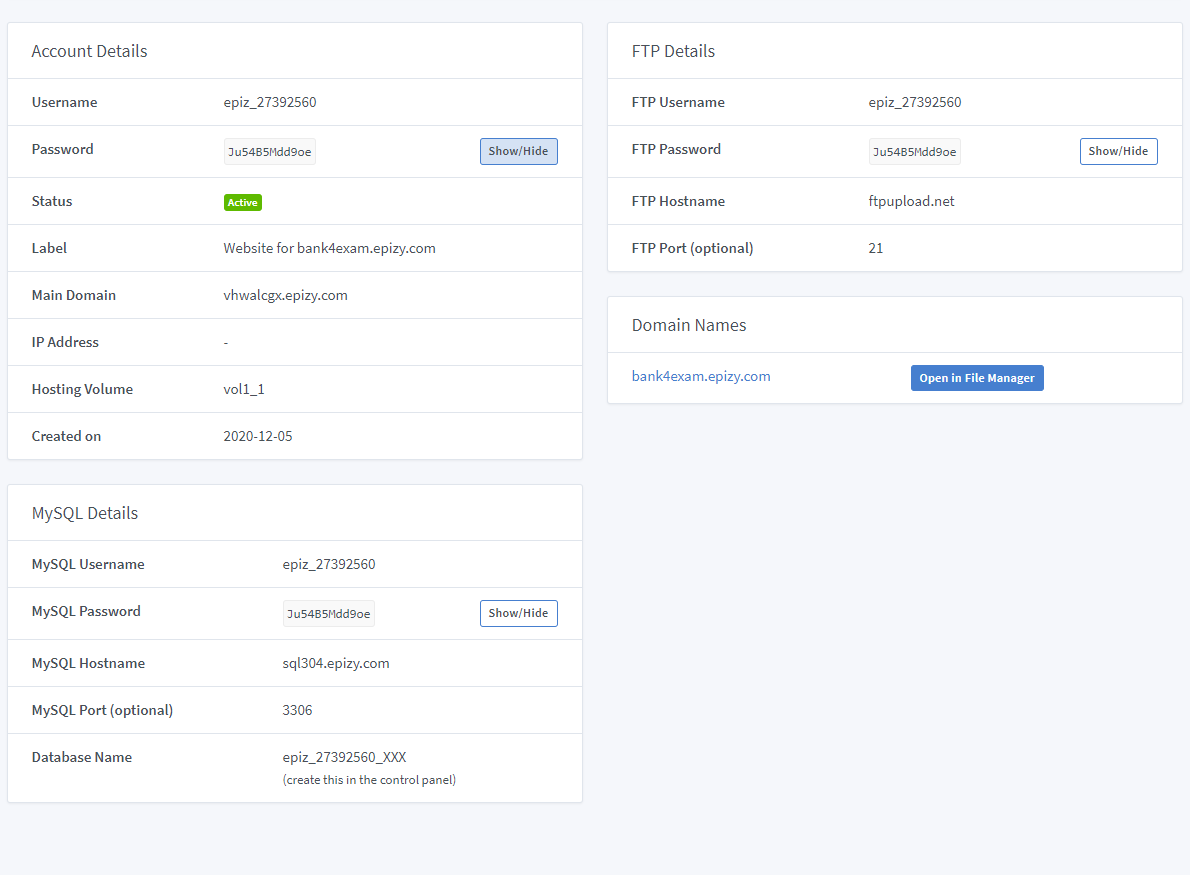 Account Details
Username epiz_27392560
Password Ju54B5Mdd9oe Show/Hide
Status Active
Label Website for bank4exam.epizy.com
Main Domain vhwalcgx.epizy.com
IP Address -
Hosting Volume vol1_1
Created on 2020-12-05
MySQL Details
MySQL Username epiz_27392560
MySQL Password Ju54B5Mdd9oe Show/Hide
MySQL Hostname sql304.epizy.com
MySQL Port (optional) 3306
Database Name epiz_27392560_XXX
(create this in the control panel)
FTP Details
FTP Username epiz_27392560
FTP Password Ju54B5Mdd9oe Show/Hide
FTP Hostname ftpupload.net
FTP Port (optional) 21
Domain Names
bank4exam.epizy.com Open in File Manager